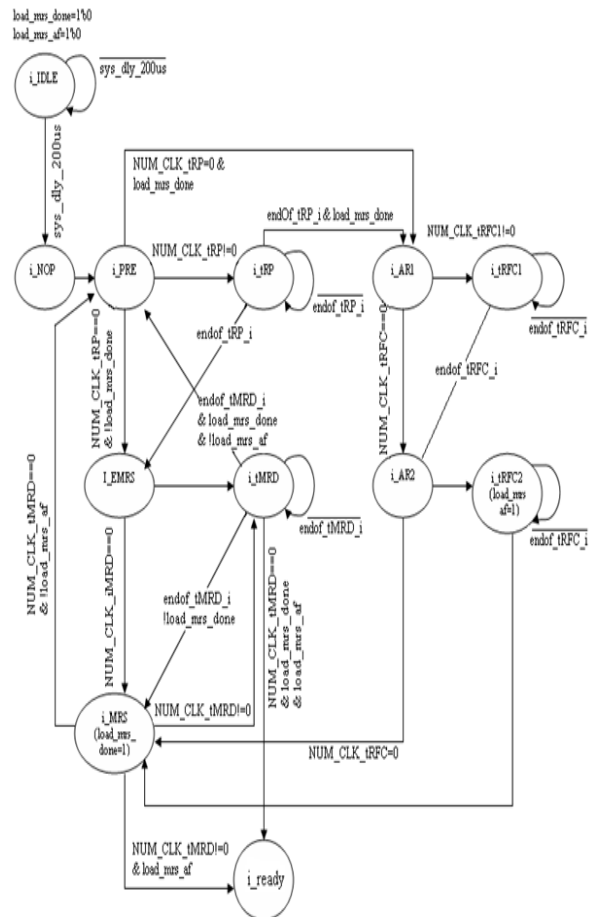 load_mrs_done=1'b0
load_mrs_af=1'b0
i_IDLE
sys_dly_200us
sys_dly_200us
NUM_CLK_tRP=0 &
load_mrs_done
endOf_tRP_i & load_mrs_done
NUM_CLK_tRFC1!=0
i_NOP
i_PRE
NUM_CLK_tRP!=0
i_tRP
i_AR1
i_tRFC1
endof_tRP_i
endof_tRFC_i
NUM_CLK_tRP==0
& !load_mrs_done
endof_tRP_i
NUM_CLK_tRFC==0
endof_tRFC_i
endof_tMRD_i
& load_mrs_done
& !load_mrs_af
I_EMRS
i_tMRD
i_AR2
i_tRFC2
(load_mrs
af=1)
endof_tMRD_i
endof_tRFC_i
NUM_CLK_tMRD==0
& !load_mrs_af
NUM_CLK_iMRD==0
endof_tMRD_i
!load_mrs_done
NUM_CLK_tMRD==0
& load_mrs_done
& load_mrs_af
i_MRS
(load_mrs_
done=1)
NUM_CLK_tMRD!=0
NUM_CLK_tRFC=0
NUM_CLK_tMRD!=0
& load_mrs_af
i_ready